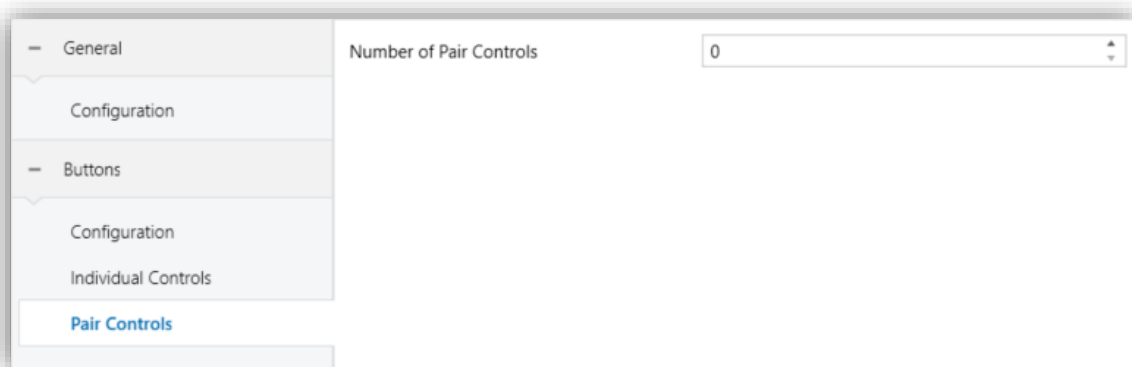 General
Configuration
Buttons
Configuration
Individual Controls
Pair Controls
Number of Pair Controls 0